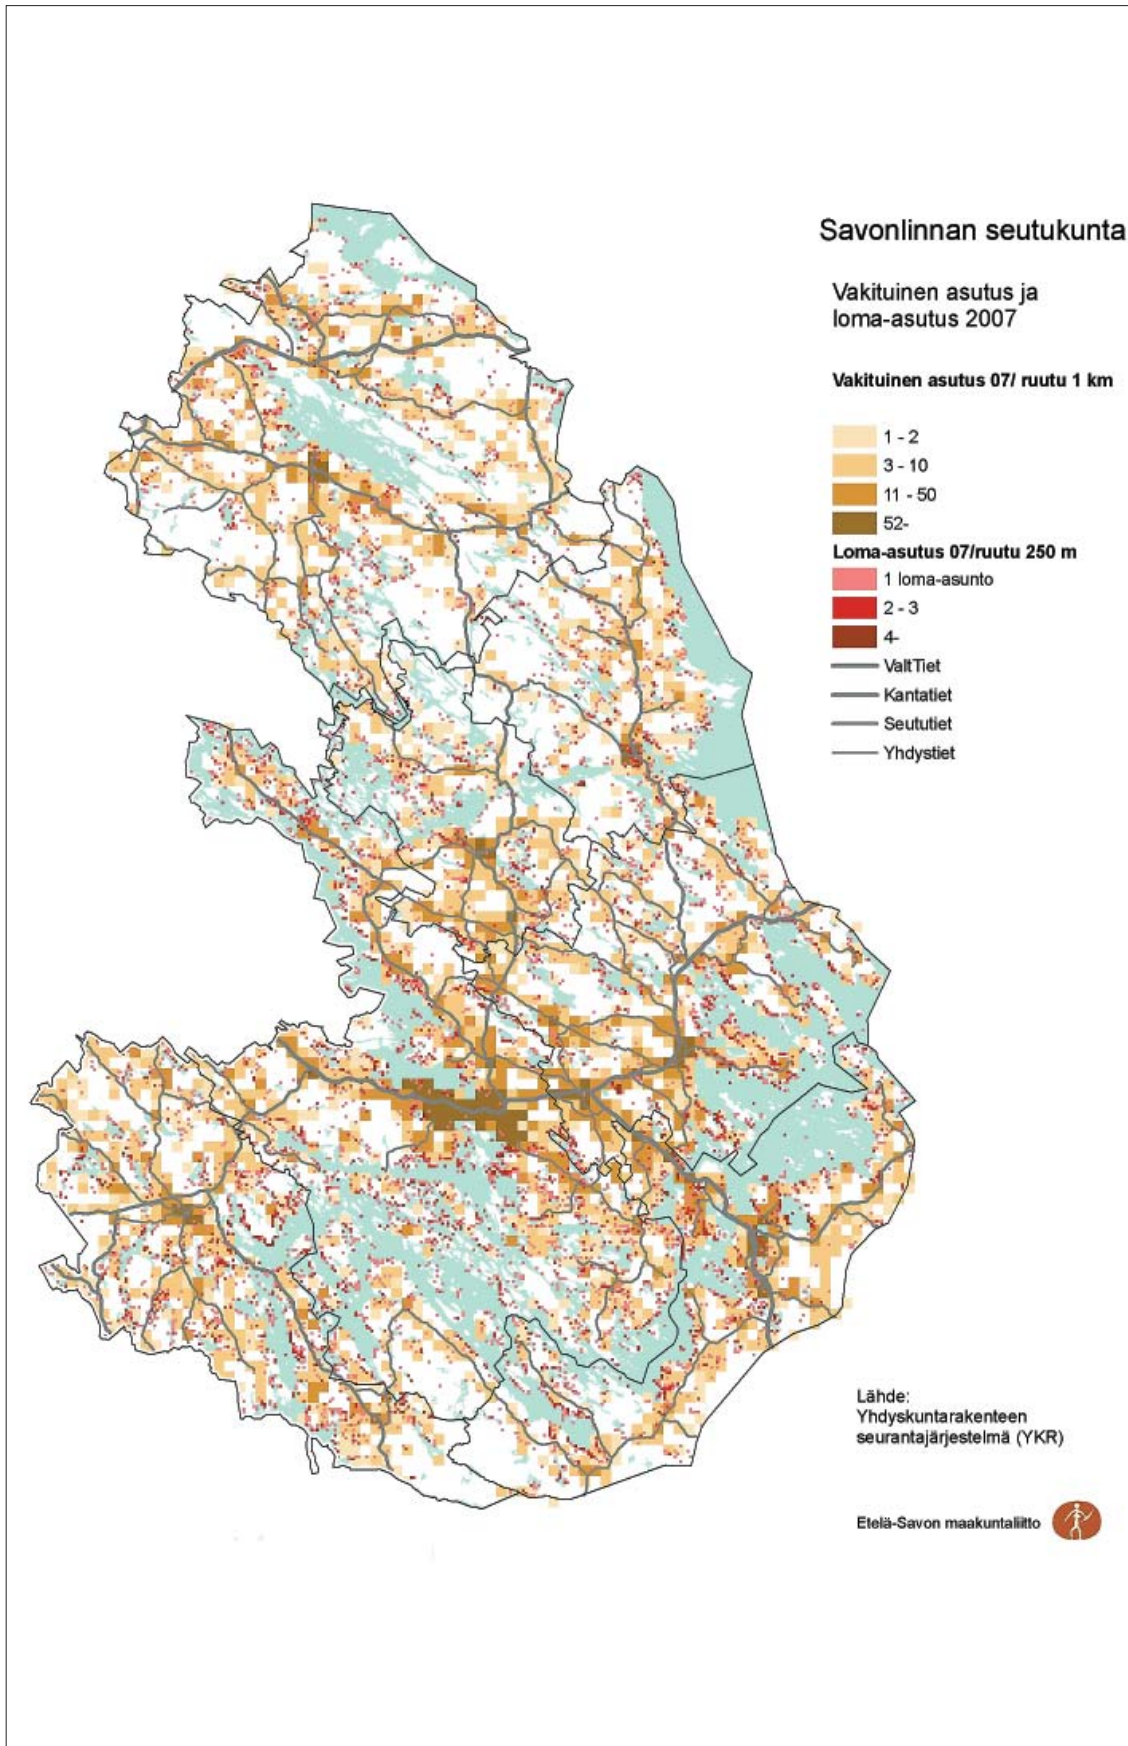 Savonlinnan seutukunta
Vakituinen asutus ja
loma-asutus 2007
Vakituinen asutus 07/ ruutu 1 km
1 - 2
3 - 10
11 - 50
52-
Loma-asutus 07/ruutu 250 m
1 loma-asunto
2 - 3
4-
ValtTiet
Kantatiet
Seututiet
Yhdystiet
Lähde:
Yhdyskuntarakenteen
seurantajärjestelmä (YKR)
Etelä-Savon maakuntaliitto